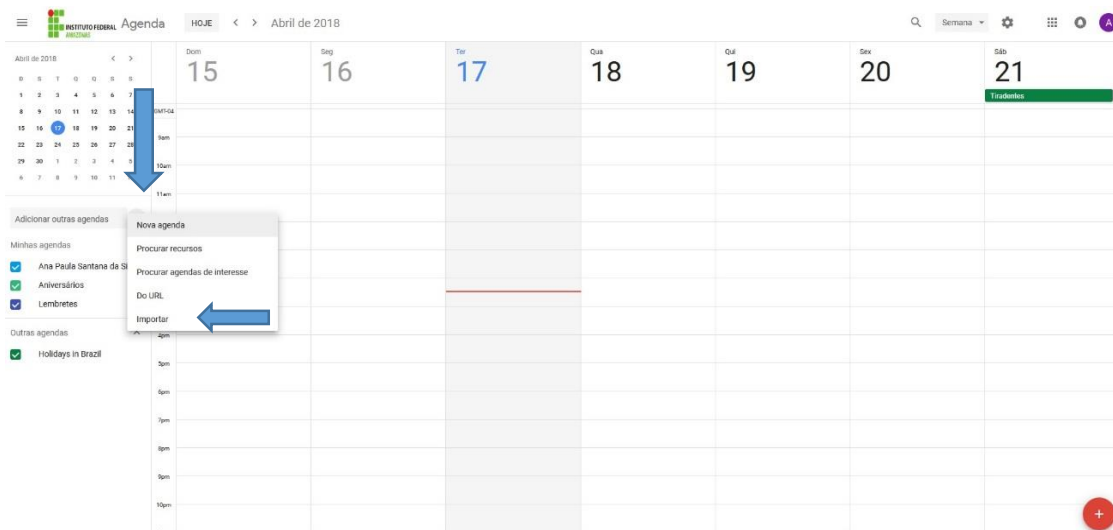 INSTITUTO FEDERAL
AMAZONAS
Agenda
HOJE
Abril de 2018
Semana
A
Abril de 2018
D S T Q Q S S
1 2 3 4 5 6 7
8 9 10 11 12 13 14
15 16 17 18 19 20 21
22 23 24 25 26 27 28
29 30 1 2 3 4 5
6 7 8 9 10 11
Adicionar outras agendas
Minhas agendas
Ana Paula Santana da Si
Aniversários
Lembretes
Outras agendas
Holidays in Brazil
Nova agenda
Procurar recursos
Procurar agendas de interesse
Do URL
Importar
Dom
15
Seg
16
Ter
17
Qua
18
Qui
19
Sex
20
Sáb
21
Tiradentes
GMT-04
9am
10am
11am
4pm
5pm
6pm
7pm
8pm
9pm
10pm